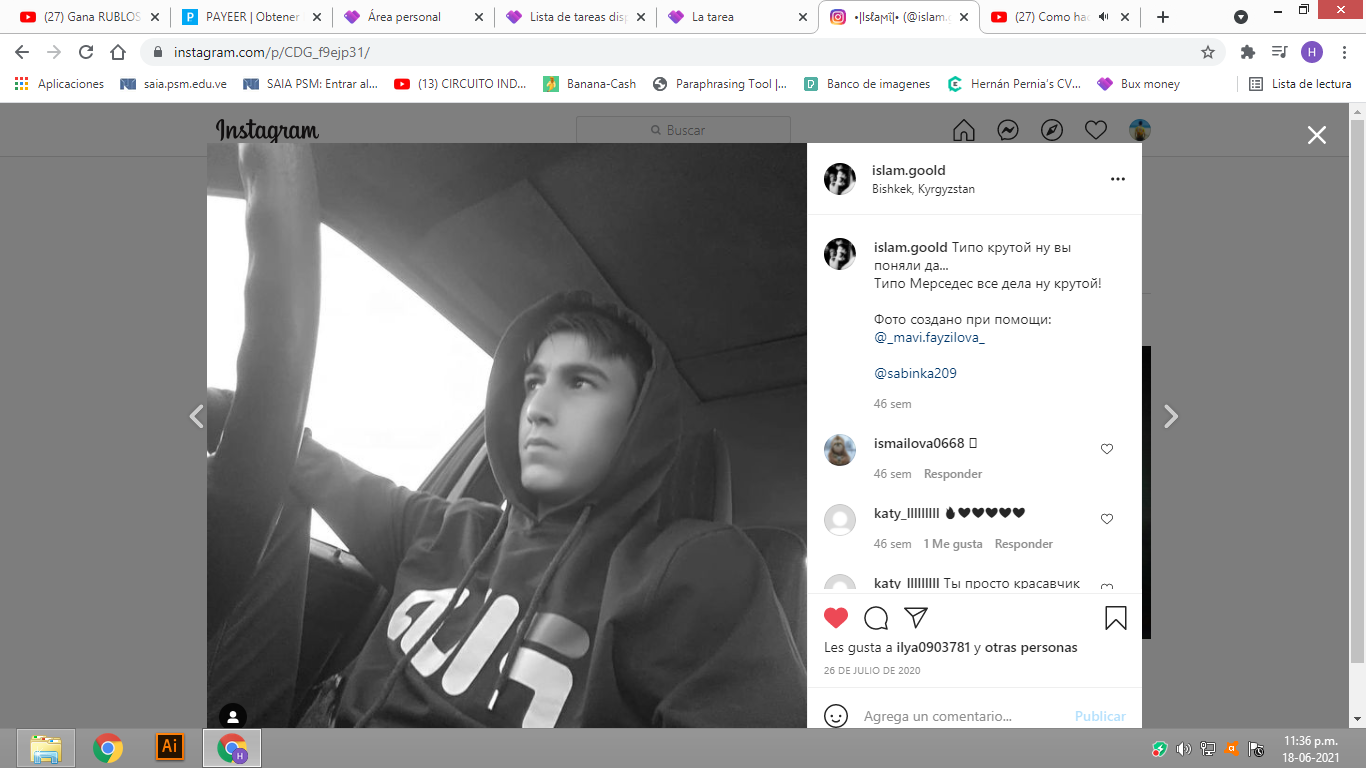 (27) Gana RUBLOS
PAYEER | Obtener
Área personal
Lista de tareas dis
La tarea
(27) Como hac
instagram.com/p/CDG_f9ejp31/
H
Aplicaciones
saia.psm.edu.ve
SAIA PSM: Entrar al...
(13) CIRCUITO IND...
Banana-Cash
Paraphrasing Tool |...
Banco de imagenes
Hernán Pernia's CV...
Bux money
Lista de lectura
Instagram
Buscar
islam.goold
Bishkek, Kyrgyzstan
islam.goold Типо крутой ну вы
поняли да...
Типо Мерседес все дела ну крутой!
Фото создано при помощи:
@_mavi.fayzilova_
@sabinka209
46 sem
ismailova0668
46 sem Responder
katy_lllllllll 
46 sem 1 Me gusta Responder
katy_lllllllll Ты просто красавчик
Les gusta a ilya0903781 y otras personas
26 DE JULIO DE 2020
Agrega un comentario... Publicar
Ai
H
11:36 p.m.
18-06-2021